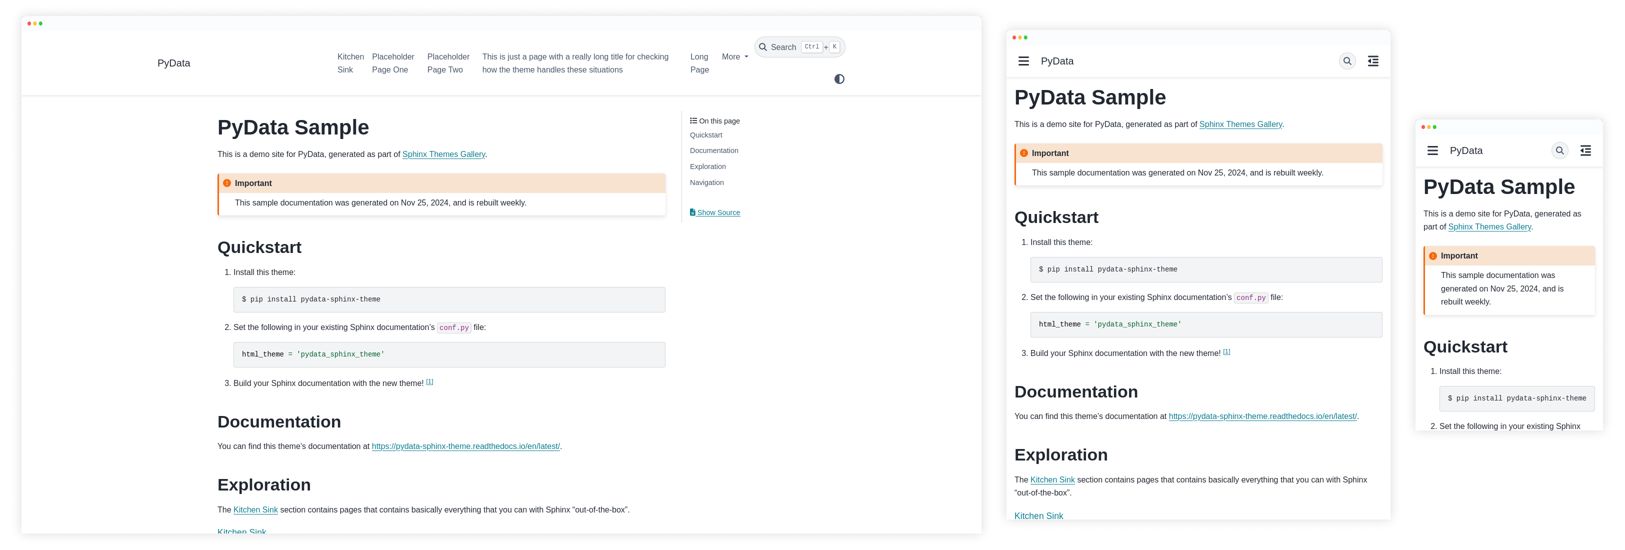 PyData
Kitchen Sink
Placeholder Page One
Placeholder Page Two
This is just a page with a really long title for checking
how the theme handles these situations
Long Page
More
Search Ctrl + K
PyData Sample
This is a demo site for PyData, generated as part of Sphinx Themes Gallery.
Important
This sample documentation was generated on Nov 25, 2024, and is rebuilt weekly.
Quickstart
1. Install this theme:
$ pip install pydata-sphinx-theme
2. Set the following in your existing Sphinx documentation’s conf.py file:
html_theme = 'pydata_sphinx_theme'
3. Build your Sphinx documentation with the new theme! [1]
Documentation
You can find this theme’s documentation at https://pydata-sphinx-theme.readthedocs.io/en/latest/.
Exploration
The Kitchen Sink section contains pages that contains basically everything that you can with Sphinx “out-of-the-box”.
Kitchen Sink
On this page
Quickstart
Documentation
Exploration
Navigation
Show Source
PyData
PyData Sample
This is a demo site for PyData, generated as part of Sphinx Themes Gallery.
Important
This sample documentation was generated on Nov 25, 2024, and is rebuilt weekly.
Quickstart
1. Install this theme:
$ pip install pydata-sphinx-theme
2. Set the following in your existing Sphinx documentation’s conf.py file:
html_theme = 'pydata_sphinx_theme'
3. Build your Sphinx documentation with the new theme! [1]
Documentation
You can find this theme’s documentation at https://pydata-sphinx-theme.readthedocs.io/en/latest/.
Exploration
The Kitchen Sink section contains pages that contains basically everything that you can with Sphinx
“out-of-the-box”.
Kitchen Sink
PyData
PyData Sample
This is a demo site for PyData, generated as
part of Sphinx Themes Gallery.
Important
This sample documentation was
generated on Nov 25, 2024, and is
rebuilt weekly.
Quickstart
1. Install this theme:
$ pip install pydata-sphinx-theme
2. Set the following in your existing Sphinx